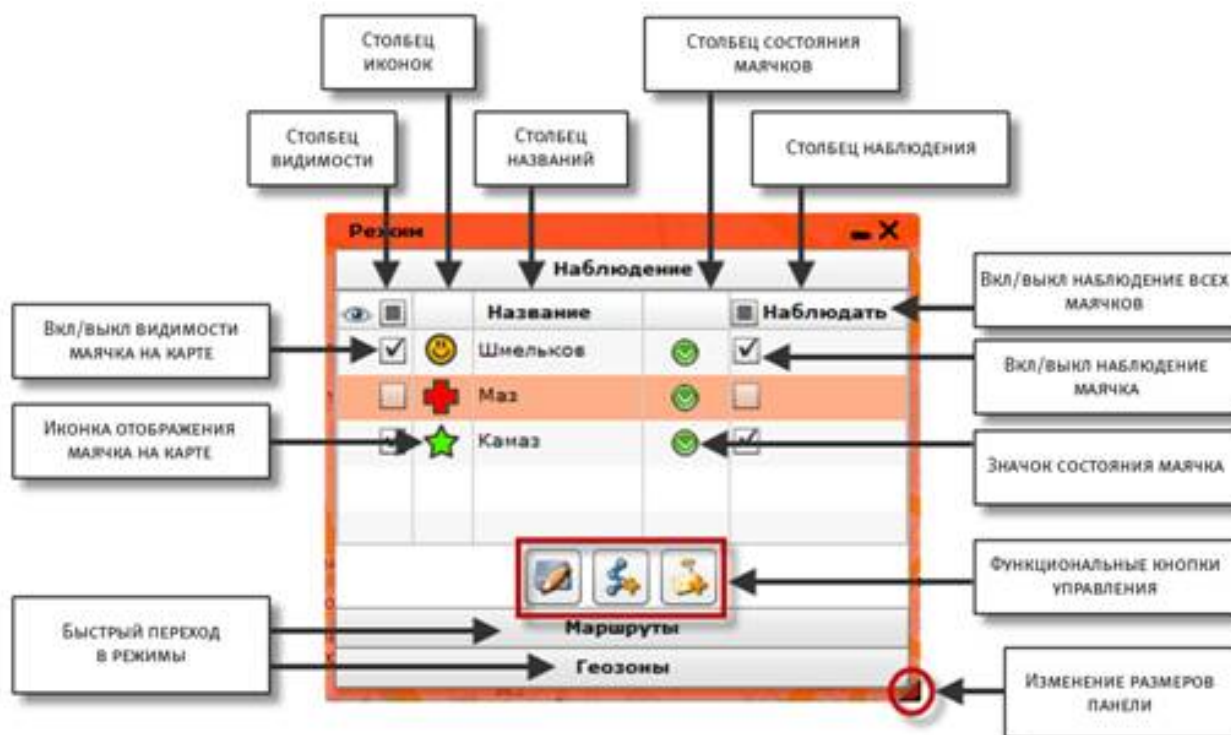 Столбец
иконок
Столбец состояния
маячков
Столбец
видимости
Столбец
названий
Столбец наблюдения
Режим
Наблюдение
Название
Наблюдать
Шмельков
Маз
Камаз
Маршруты
Геозоны
Вкл/выкл видимости
маячка на карте
Иконка отображения
маячка на карте
Быстрый переход
в режимы
Вкл/выкл наблюдение всех
маячков
Вкл/выкл наблюдение
маячка
Значок состояния маячка
Функциональные кнопки
управления
Изменение размеров
панели